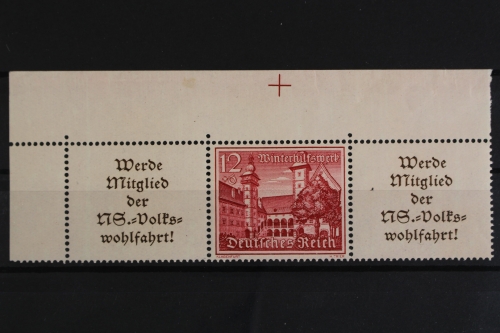 Werde
Mitglied
der
NS.-Volks=
wohlfahrt!
12
Winterhilfswerk
Deutsches Reich
Werde
Mitglied
der
NS.-Volks=
wohlfahrt!